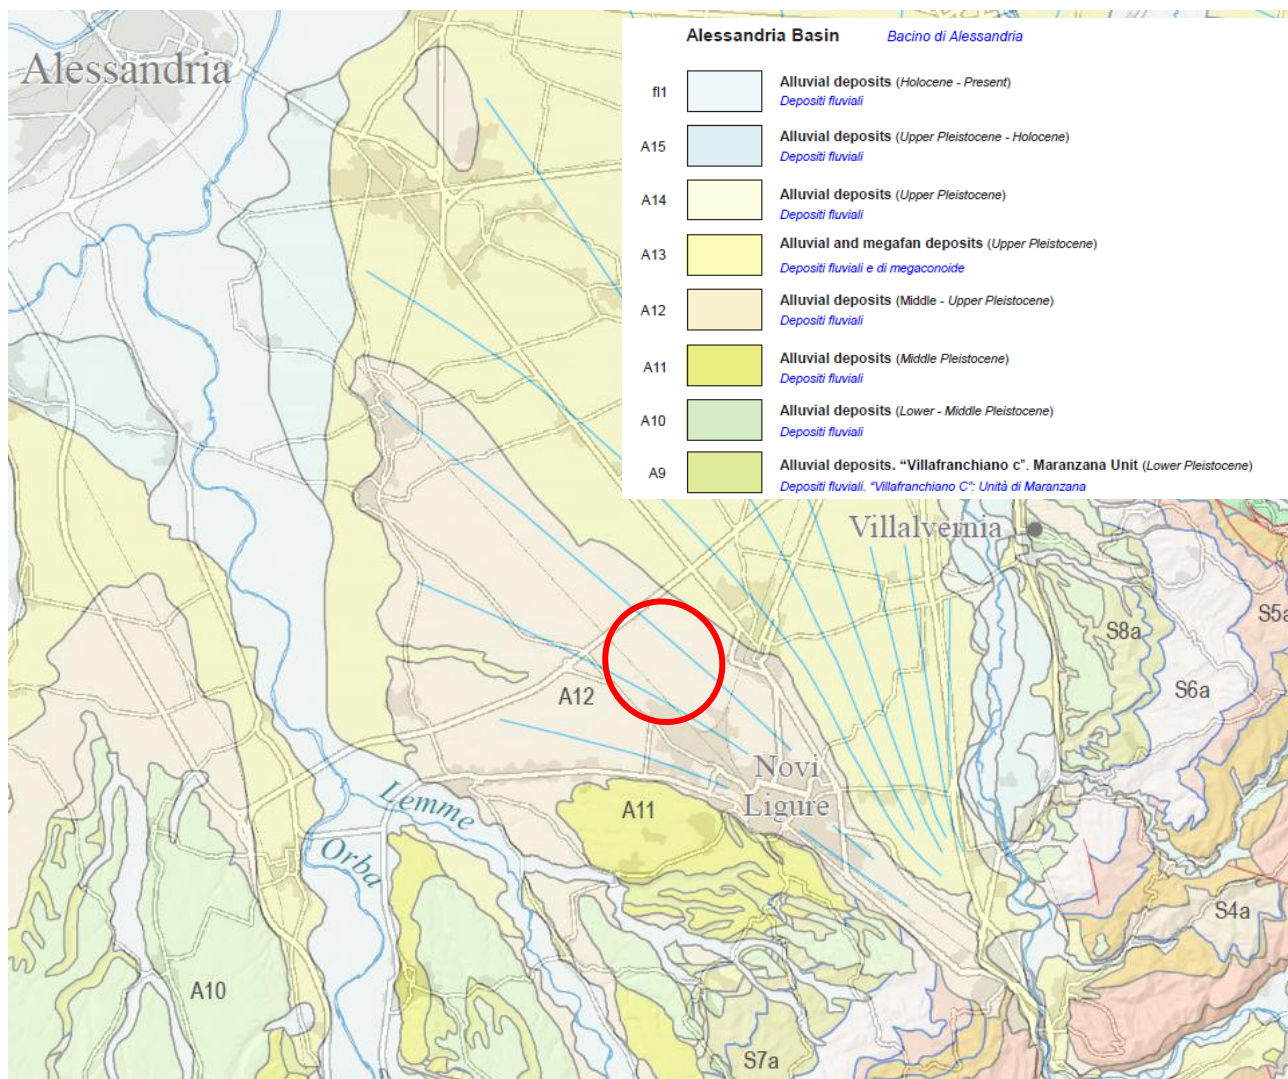 Alessandria
Alessandria Basin Bacino di Alessandria
fl1 Alluvial deposits (Holocene - Present)
Depositi fluviali
A15 Alluvial deposits (Upper Pleistocene - Holocene)
Depositi fluviali
A14 Alluvial deposits (Upper Pleistocene)
Depositi fluviali
A13 Alluvial and megafan deposits (Upper Pleistocene)
Depositi fluviali e di megaconoide
A12 Alluvial deposits (Middle - Upper Pleistocene)
Depositi fluviali
A11 Alluvial deposits (Middle Pleistocene)
Depositi fluviali
A10 Alluvial deposits (Lower - Middle Pleistocene)
Depositi fluviali
A9 Alluvial deposits. “Villafranchiano c”. Maranzana Unit (Lower Pleistocene)
Depositi fluviali. “Villafranchiano C”: Unità di Maranzana
Villalvernia
S5a
S8a
S6a
A12
Novi
Ligure
Lemme
A11
Orba
S4a
A10
S7a